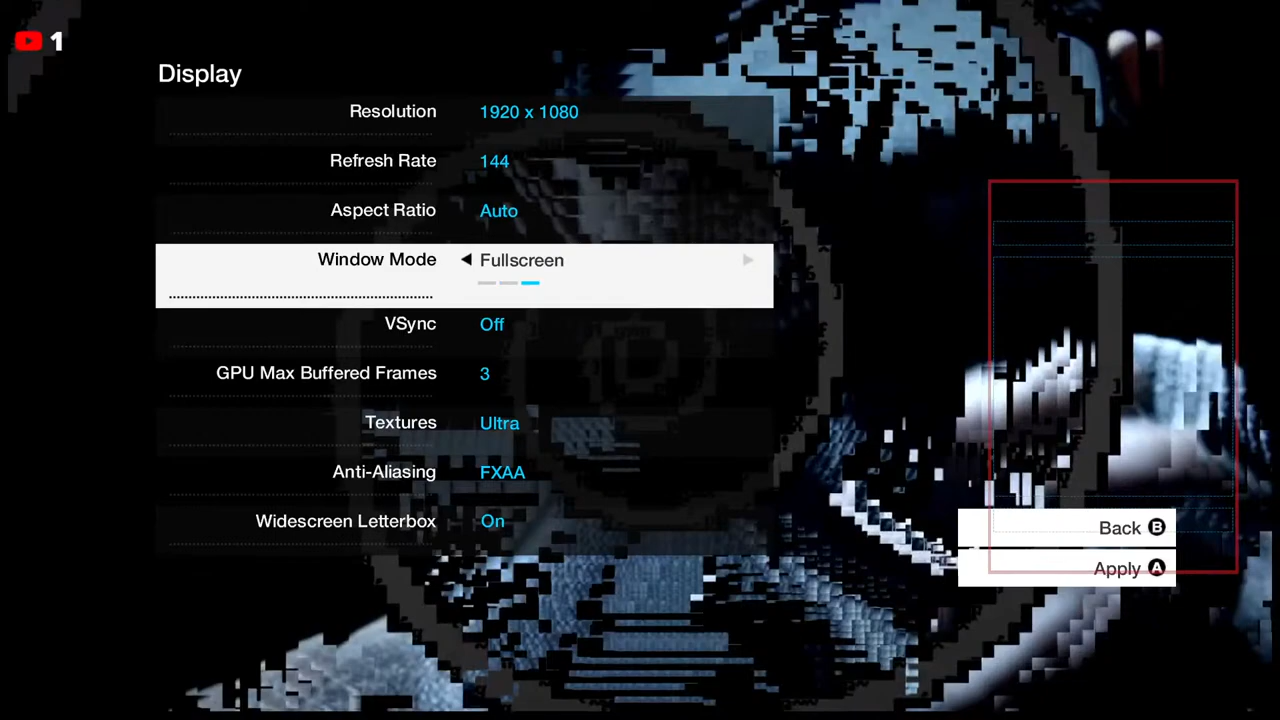 1
Display
Resolution 1920 x 1080
Refresh Rate 144
Aspect Ratio Auto
Window Mode Fullscreen
VSync Off
GPU Max Buffered Frames 3
Textures Ultra
Anti-Aliasing FXAA
Widescreen Letterbox On
Back B
Apply A